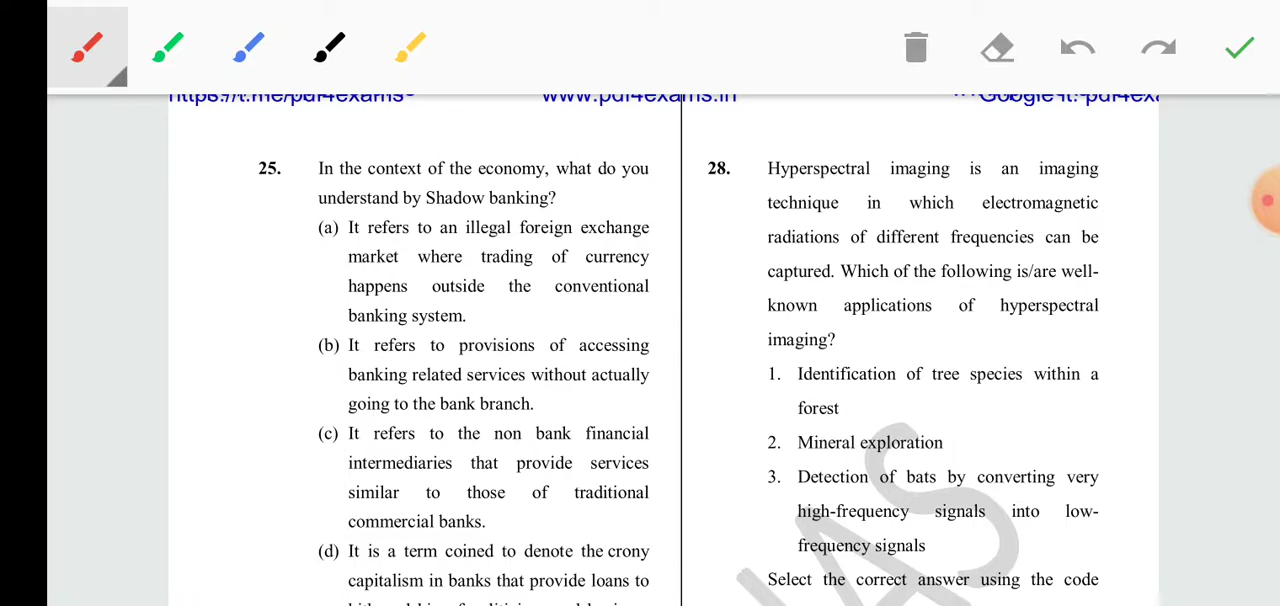 https://t.me/pdf4exams
www.pdf4exams.in
25. In the context of the economy, what do you
understand by Shadow banking?
(a) It refers to an illegal foreign exchange
market where trading of currency
happens outside the conventional
banking system.
(b) It refers to provisions of accessing
banking related services without actually
going to the bank branch.
(c) It refers to the non bank financial
intermediaries that provide services
similar to those of traditional
commercial banks.
(d) It is a term coined to denote the crony
capitalism in banks that provide loans to
28. Hyperspectral imaging is an imaging
technique in which electromagnetic
radiations of different frequencies can be
captured. Which of the following is/are well-
known applications of hyperspectral
imaging?
1. Identification of tree species within a
forest
2. Mineral exploration
3. Detection of bats by converting very
high-frequency signals into low-
frequency signals
Select the correct answer using the code
IAS